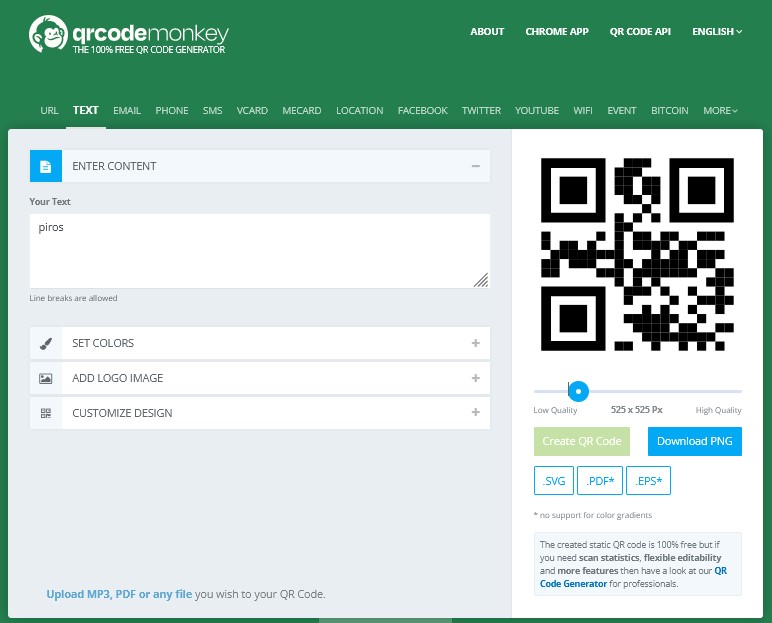 qrcodemonkey
THE 100% FREE QR CODE GENERATOR
ABOUT CHROME APP QR CODE API ENGLISH
URL TEXT EMAIL PHONE SMS VCARD MECARD LOCATION FACEBOOK TWITTER YOUTUBE WIFI EVENT BITCOIN MORE
ENTER CONTENT
Your Text
piros
Line breaks are allowed
SET COLORS
ADD LOGO IMAGE
CUSTOMIZE DESIGN
Upload MP3, PDF or any file you wish to your QR Code.
Low Quality 525 x 525 Px High Quality
Create QR Code Download PNG
.SVG .PDF* .EPS*
* no support for color gradients
The created static QR code is 100% free but if
you need scan statistics, flexible editability
and more features then have a look at our QR
Code Generator for professionals.